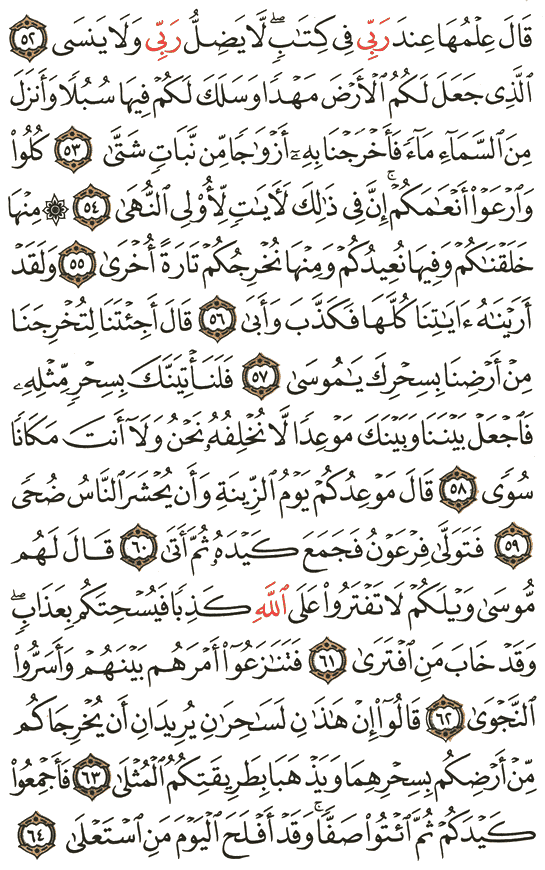 قَالَ عِلْمُهَا عِندَ رَبِّى فِى كِتَٰبٍۖ لَّا يَضِلُّ رَبِّى وَلَا يَنسَى ٥٢
ٱلَّذِى جَعَلَ لَكُمُ ٱلْأَرْضَ مَهْدًا وَسَلَكَ لَكُمْ فِيهَا سُبُلًا وَأَنزَلَ
مِنَ ٱلسَّمَآءِ مَآءً فَأَخْرَجْنَا بِهِۦٓ أَزْوَٰجًا مِّن نَّبَاتٍ شَتَّىٰ ٥٣ كُلُوا۟
وَٱرْعَوْا۟ أَنْعَٰمَكُمْۗ إِنَّ فِى ذَٰلِكَ لَـَٔايَٰتٍ لِّأُو۟لِى ٱلنُّهَىٰ ٥٤ ۞ مِنْهَا
خَلَقْنَٰكُمْ وَفِيهَا نُعِيدُكُمْ وَمِنْهَا نُخْرِجُكُمْ تَارَةً أُخْرَىٰ ٥٥ وَلَقَدْ
أَرَيْنَٰهُ ءَايَٰتِنَا كُلَّهَا فَكَذَّبَ وَأَبَىٰ ٥٦ قَالَ أَجِئْتَنَا لِتُخْرِجَنَا
مِنْ أَرْضِنَا بِسِحْرِكَ يَٰمُوسَىٰ ٥٧ فَلَنَأْتِيَنَّكَ بِسِحْرٍ مِّثْلِهِۦ
فَٱجْعَلْ بَيْنَنَا وَبَيْنَكَ مَوْعِدًا لَّا نُخْلِفُهُۥ نَحْنُ وَلَآ أَنتَ مَكَانًا
سُوًى ٥٨ قَالَ مَوْعِدُكُمْ يَوْمُ ٱلزِّينَةِ وَأَن يُحْشَرَ ٱلنَّاسُ ضُحًى
٥٩ فَتَوَلَّىٰ فِرْعَوْنُ فَجَمَعَ كَيْدَهُۥ ثُمَّ أَتَىٰ ٦٠ قَالَ لَهُم
مُّوسَىٰ وَيْلَكُمْ لَا تَفْتَرُوا۟ عَلَى ٱللَّهِ كَذِبًا فَيُسْحِتَكُم بِعَذَابٍۖ
وَقَدْ خَابَ مَنِ ٱفْتَرَىٰ ٦١ فَتَنَٰزَعُوٓا۟ أَمْرَهُم بَيْنَهُمْ وَأَسَرُّوا۟
ٱلنَّجْوَىٰ ٦٢ قَالُوٓا۟ إِنْ هَٰذَٰنِ لَسَٰحِرَٰنِ يُرِيدَانِ أَن يُخْرِجَاكُم
مِّنْ أَرْضِكُم بِسِحْرِهِمَا وَيَذْهَبَا بِطَرِيقَتِكُمُ ٱلْمُثْلَىٰ ٦٣ فَأَجْمِعُوا۟
كَيْدَكُمْ ثُمَّ ٱئْتُوا۟ صَفًّاۚ وَقَدْ أَفْلَحَ ٱلْيَوْمَ مَنِ ٱسْتَعْلَىٰ ٦٤